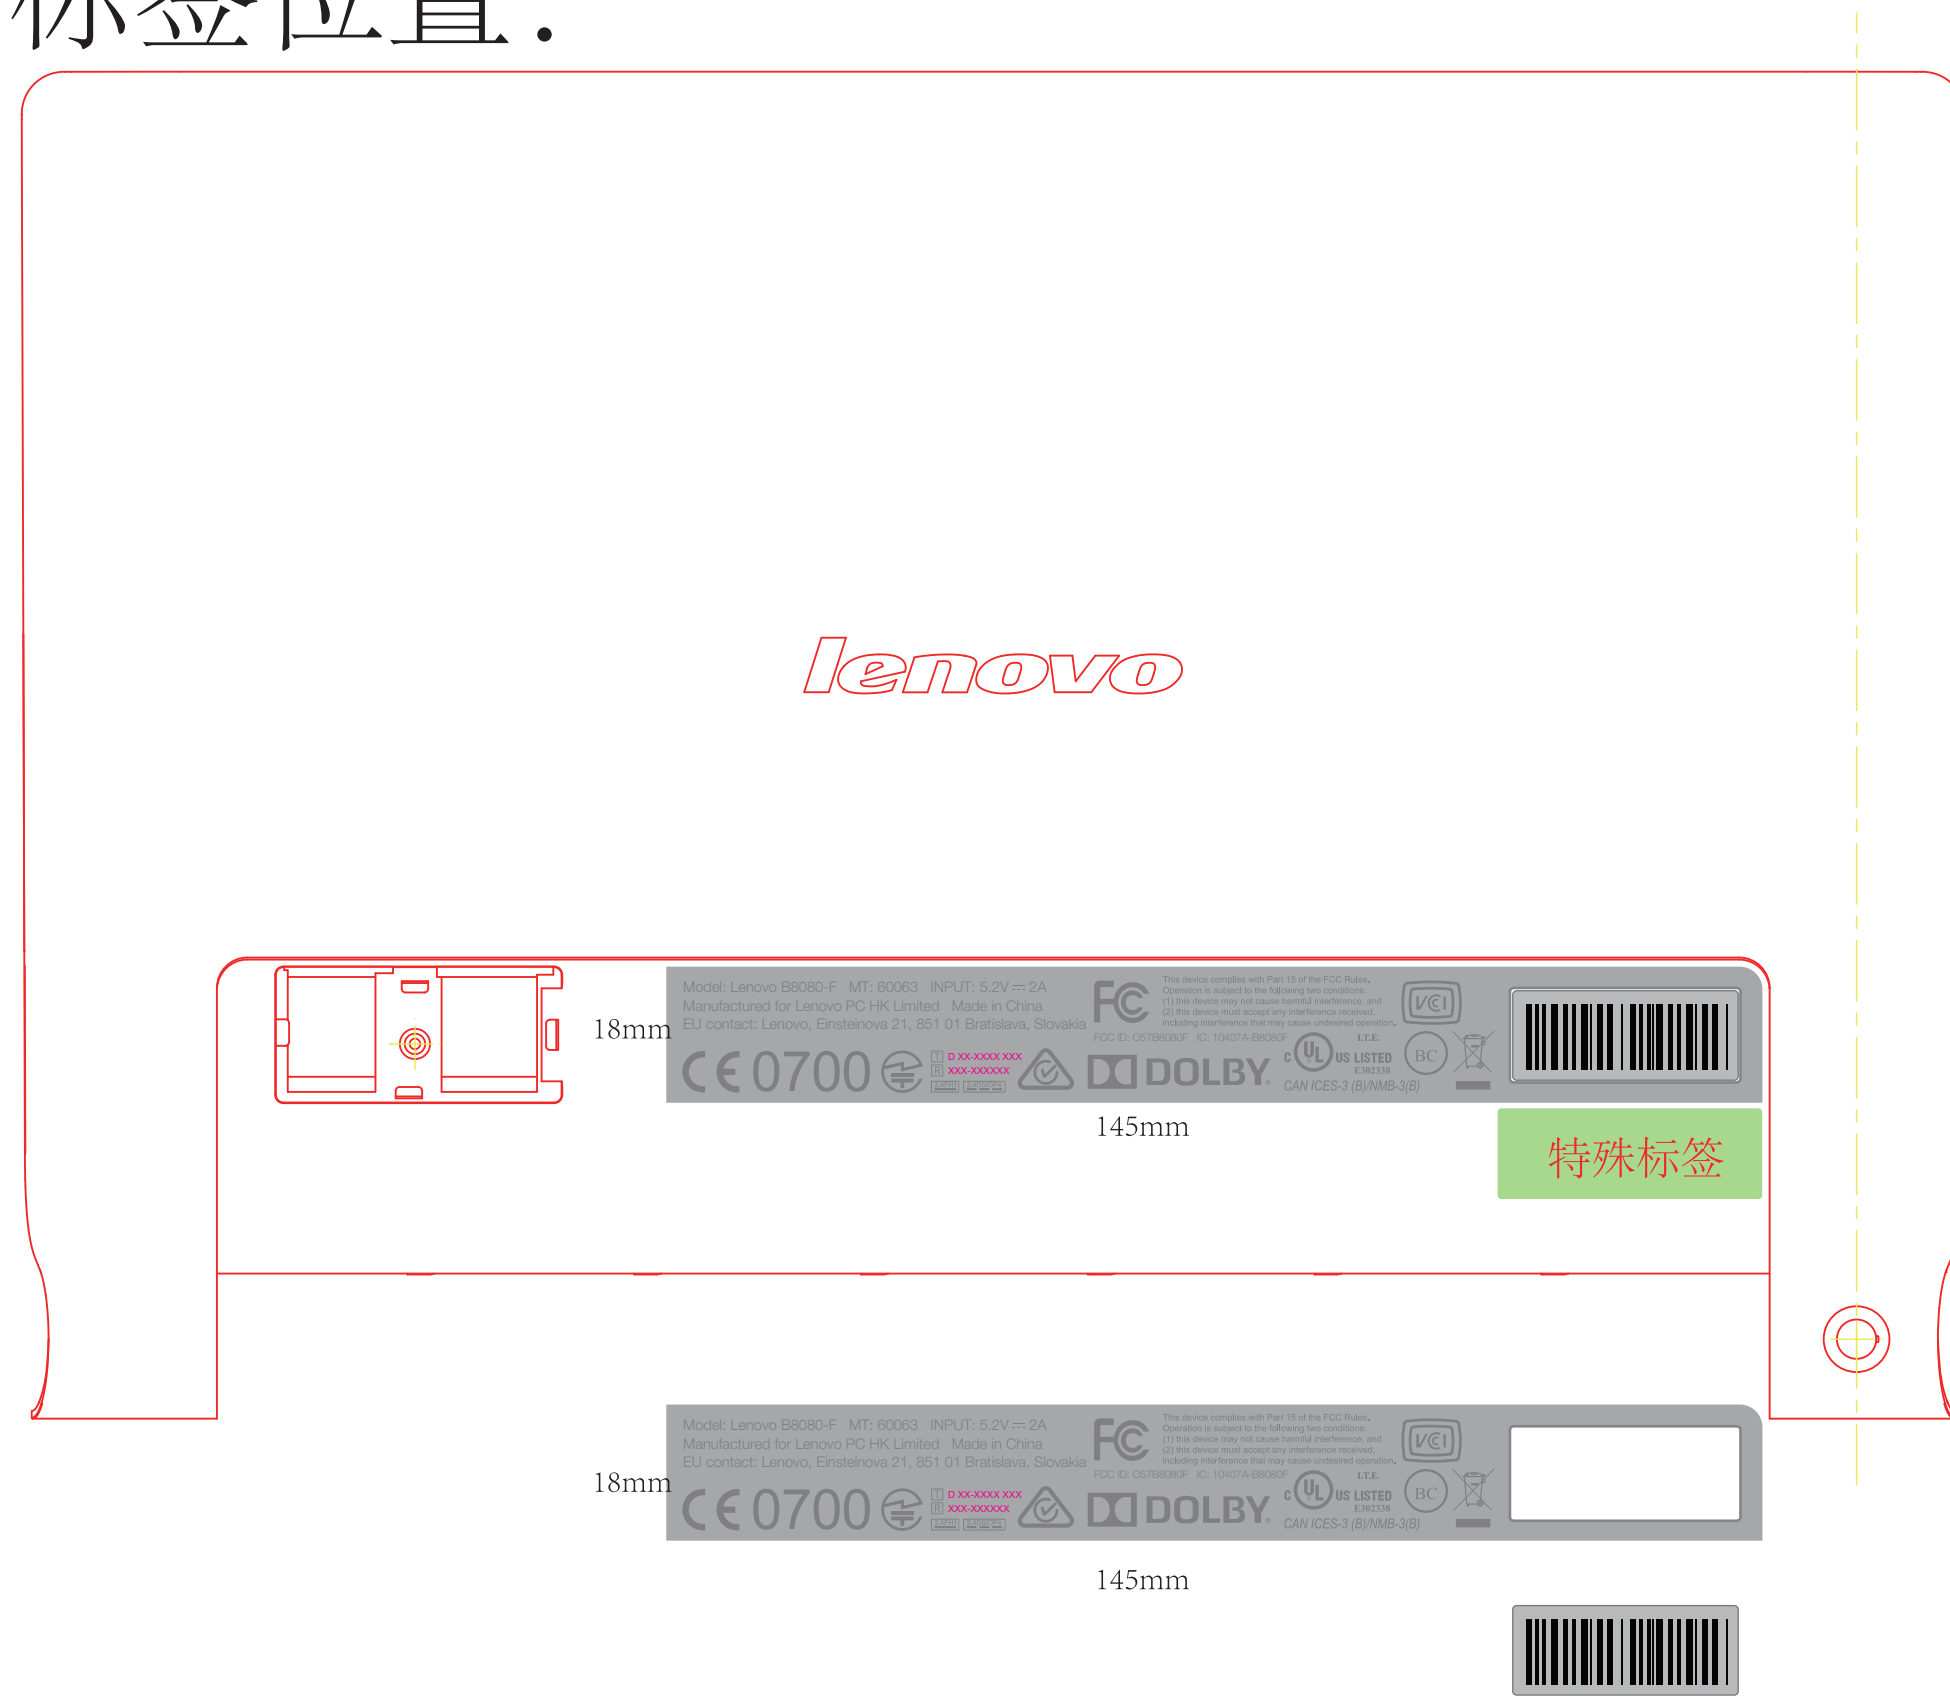 标签位置.
lenovo
Model: Lenovo B8080-F MT: 60063 INPUT: 5.2V⎓2A
Manufactured for Lenovo PC HK Limited Made in China
EU contact: Lenovo, Einsteinova 21, 851 01 Bratislava, Slovakia
CE 0700
T D XX-XXXX XXX
R XXX-XXXXXX
FC
This device complies with Part 15 of the FCC Rules.
Operation is subject to the following two conditions:
(1) this device may not cause harmful interference, and
(2) this device must accept any interference received,
including interference that may cause undesired operation.
FCC ID: O57B8080F IC: 10407A-B8080F
DOLBY
VCI
C UL US LISTED
I.T.E.
E302338
BC
CAN ICES-3 (B)/NMB-3(B)
18mm
145mm
特殊标签
Model: Lenovo B8080-F MT: 60063 INPUT: 5.2V⎓2A
Manufactured for Lenovo PC HK Limited Made in China
EU contact: Lenovo, Einsteinova 21, 851 01 Bratislava, Slovakia
CE 0700
T D XX-XXXX XXX
R XXX-XXXXXX
FC
This device complies with Part 15 of the FCC Rules.
Operation is subject to the following two conditions:
(1) this device may not cause harmful interference, and
(2) this device must accept any interference received,
including interference that may cause undesired operation.
FCC ID: O57B8080F IC: 10407A-B8080F
DOLBY
VCI
C UL US LISTED
I.T.E.
E302338
BC
CAN ICES-3 (B)/NMB-3(B)
18mm
145mm